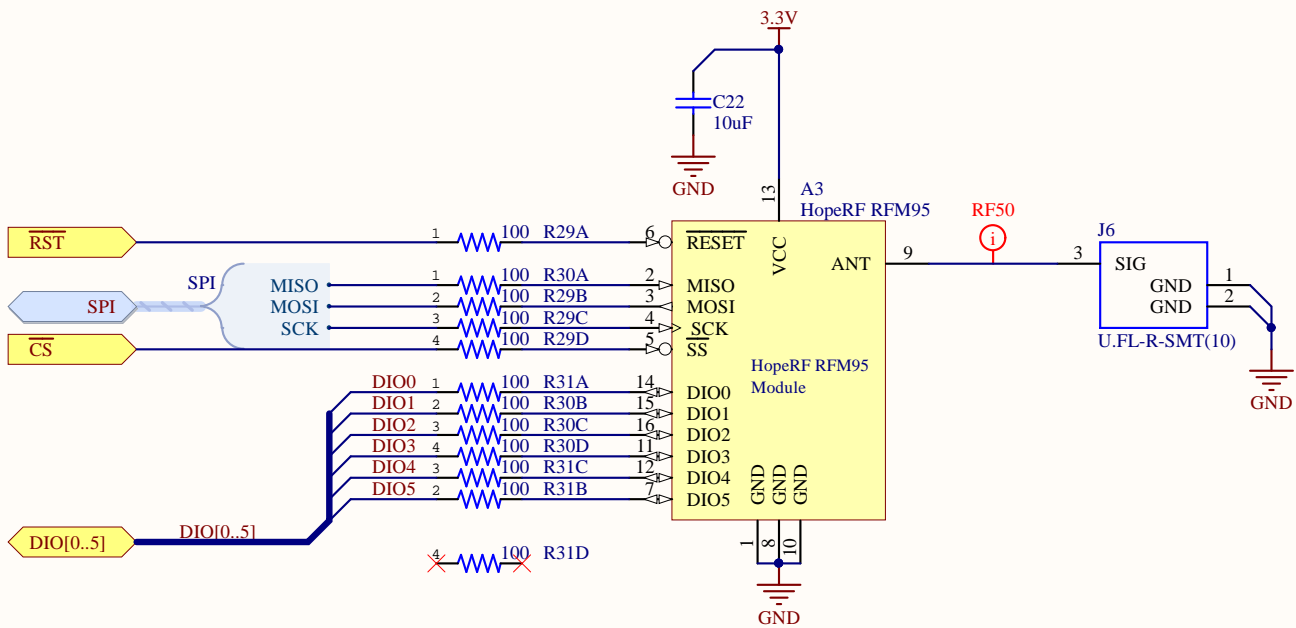 3.3V
C22
10uF
GND
13
A3
HopeRF RFM95
RF50
J6
RST 1 100 R29A 6 RESET
VCC
ANT 9 3 SIG
SPI MISO 1 100 R30A 2 MISO
GND 1
SPI MOSI 2 100 R29B 3 MOSI
GND 2
SCK 3 100 R29C 4 SCK
CS 4 100 R29D 5 SS
U.FL-R-SMT(10)
HopeRF RFM95
Module
GND
DIO0 1 100 R31A 14 DIO0
DIO1 2 100 R30B 15 DIO1
DIO2 3 100 R30C 16 DIO2
DIO3 4 100 R30D 11 DIO3
DIO4 3 100 R31C 12 DIO4
DIO5 2 100 R31B 7 DIO5
GND GND GND
1 8 10
DIO[0..5] DIO[0..5]
4 100 R31D
GND